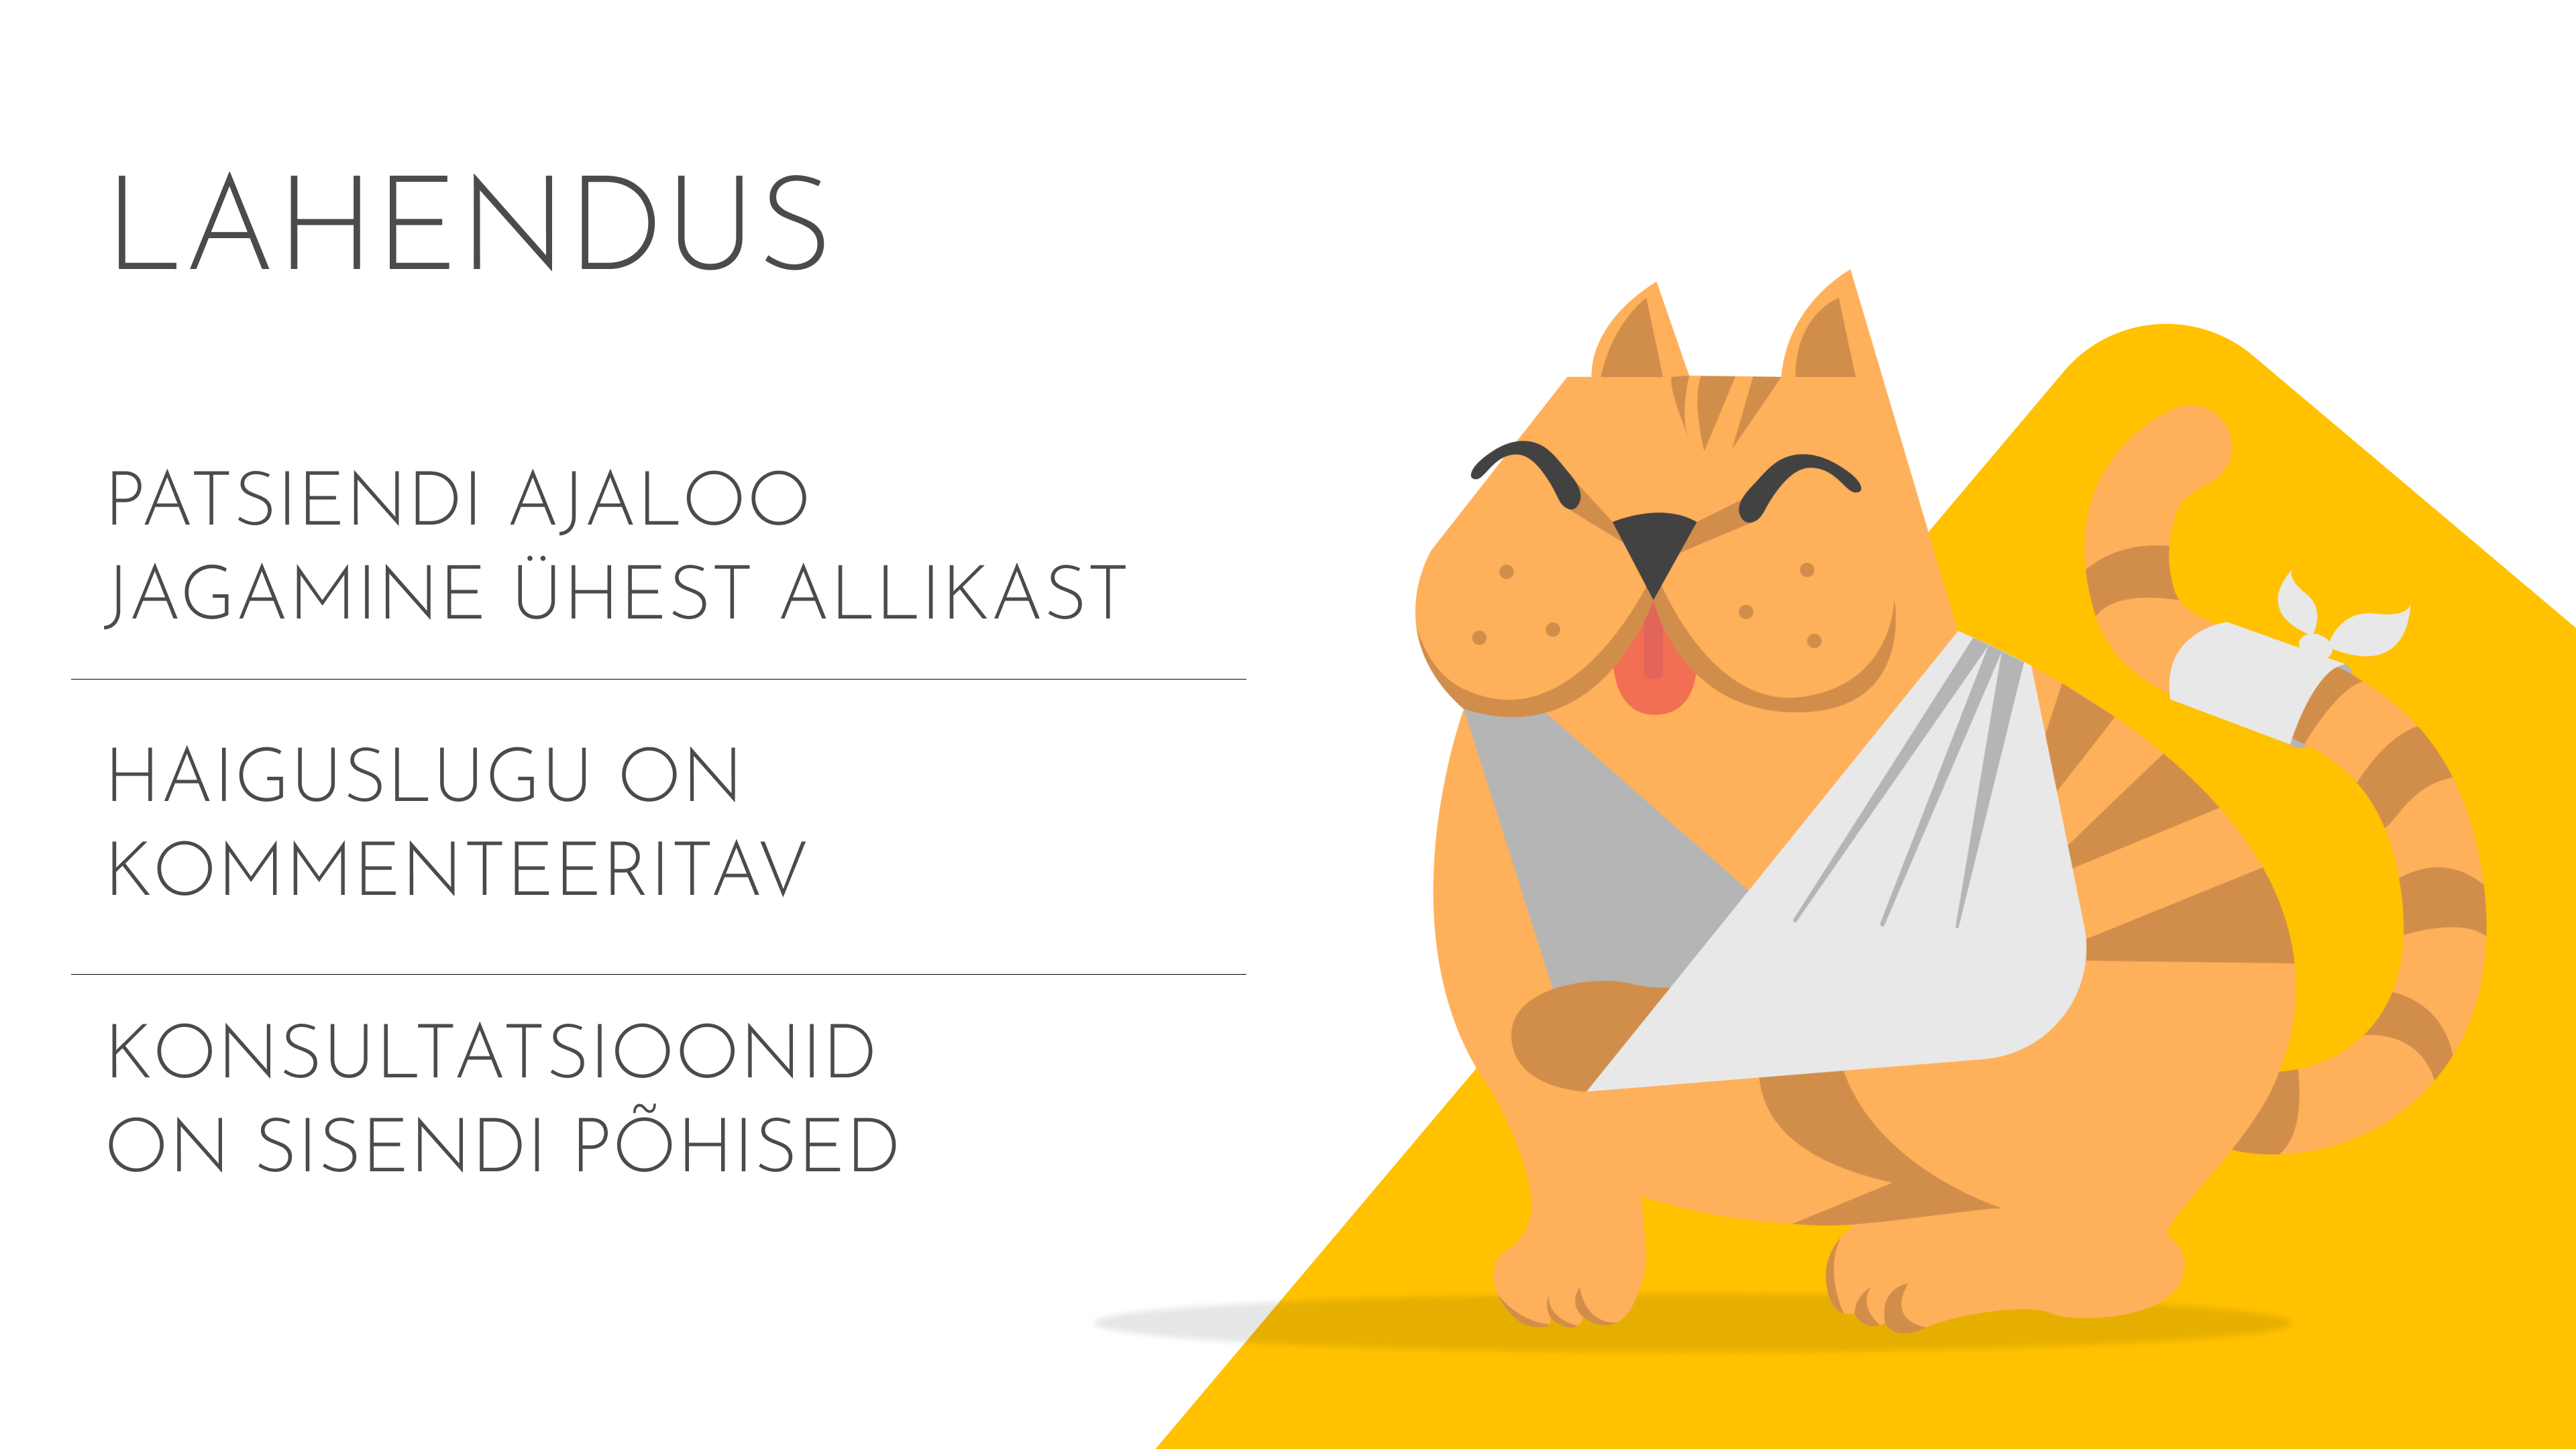 LAHENDUS
PATSIENDI AJALOO
JAGAMINE ÜHEST ALLIKAST
HAIGUSLUGU ON
KOMMENTEERITAV
KONSULTATSIOONID
ON SISENDI PÕHISED